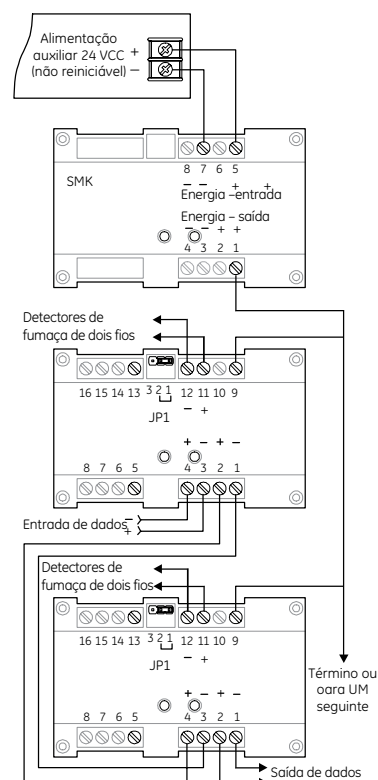 Alimentação
auxiliar 24 VCC +
(não reiniciável) –
8 7 6 5
SMK
– – + +
Energia –entrada
Energia – saída
– – + +
4 3 2 1
Detectores de
fumaça de dois fios
16 15 14 13 3 2 1 12 11 10 9
JP1 – +
+ – + –
8 7 6 5 4 3 2 1
Entrada de dados – +
Detectores de
fumaça de dois fios
16 15 14 13 3 2 1 12 11 10 9
JP1 – +
Término ou
oara UM
seguinte
+ – + –
8 7 6 5 4 3 2 1
Saída de dados